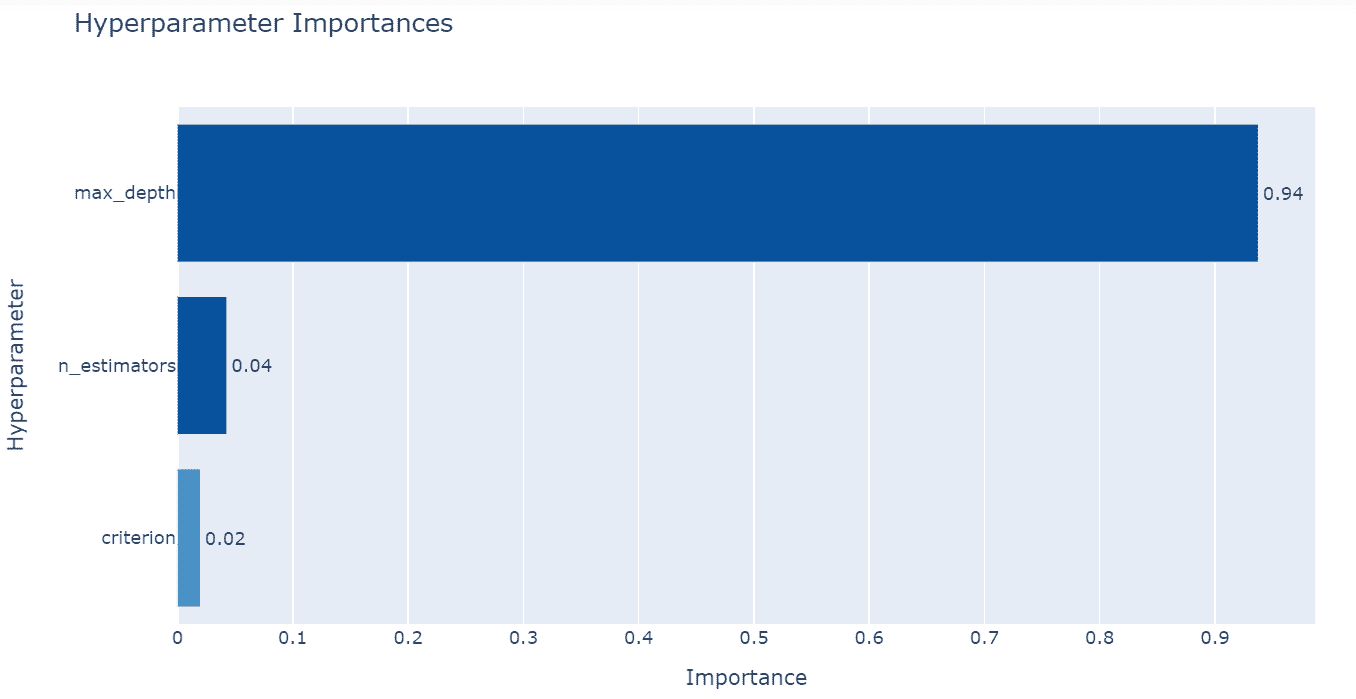 Hyperparameter Importances
Hyperparameter
max_depth
0.94
n_estimators
0.04
criterion
0.02
0 0.1 0.2 0.3 0.4 0.5 0.6 0.7 0.8 0.9
Importance